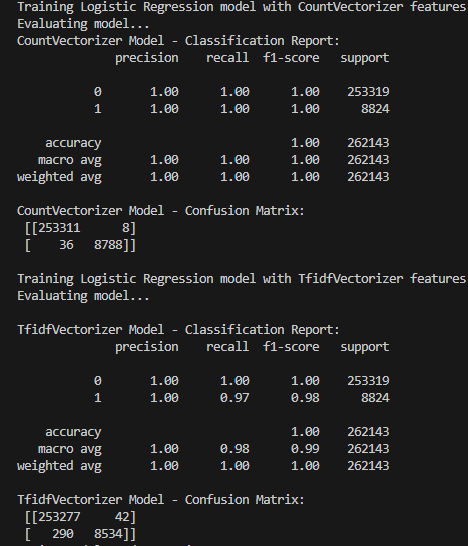 Training Logistic Regression model with CountVectorizer features
Evaluating model...
CountVectorizer Model - Classification Report:
precision recall f1-score support
0 1.00 1.00 1.00 253319
1 1.00 1.00 1.00 8824
accuracy 1.00 262143
macro avg 1.00 1.00 1.00 262143
weighted avg 1.00 1.00 1.00 262143
CountVectorizer Model - Confusion Matrix:
[[253311 8]
[ 36 8788]]
Training Logistic Regression model with TfidfVectorizer features
Evaluating model...
TfidfVectorizer Model - Classification Report:
precision recall f1-score support
0 1.00 1.00 1.00 253319
1 1.00 0.97 0.98 8824
accuracy 1.00 262143
macro avg 1.00 0.98 0.99 262143
weighted avg 1.00 1.00 1.00 262143
TfidfVectorizer Model - Confusion Matrix:
[[253277 42]
[ 290 8534]]